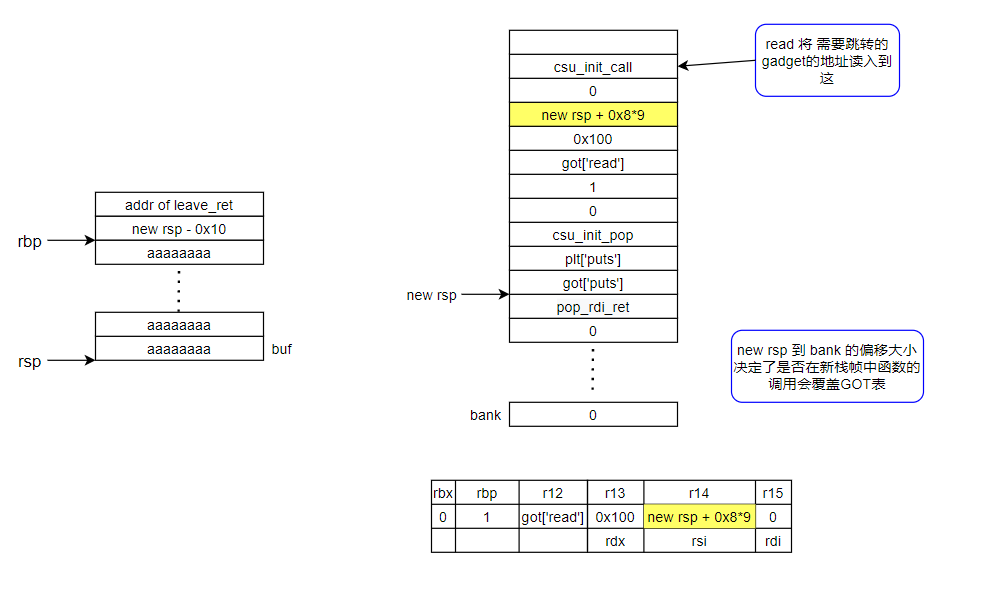 addr of leave_ret
new rsp - 0x10
rbp
aaaaaaaa
aaaaaaaa
rsp
aaaaaaaa
buf
csu_init_call
0
new rsp + 0x8*9
0x100
got['read']
1
0
csu_init_pop
plt['puts']
got['puts']
new rsp
pop_rdi_ret
0
bank
0
read 将 需要跳转的
gadget的地址读入到
这
new rsp 到 bank 的偏移大小
决定了是否在新栈帧中函数的
调用会覆盖GOT表
rbx rbp r12 r13 r14 r15
0 1 got['read'] 0x100 new rsp + 0x8*9 0
rdx rsi rdi